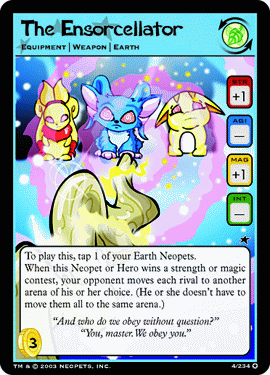 The Ensorcellator
Equipment | Weapon | Earth
STR
+1
AGI
–
MAG
+1
INT
–
To play this, tap 1 of your Earth Neopets.
When this Neopet or Hero wins a strength or magic
contest, your opponent moves each rival to another
arena of his or her choice. (He or she doesn't have to
move them all to the same arena.)
"And who do we obey without question?"
"You, master. We obey you."
3
TM & © 2003 NEOPETS, INC.
4/234